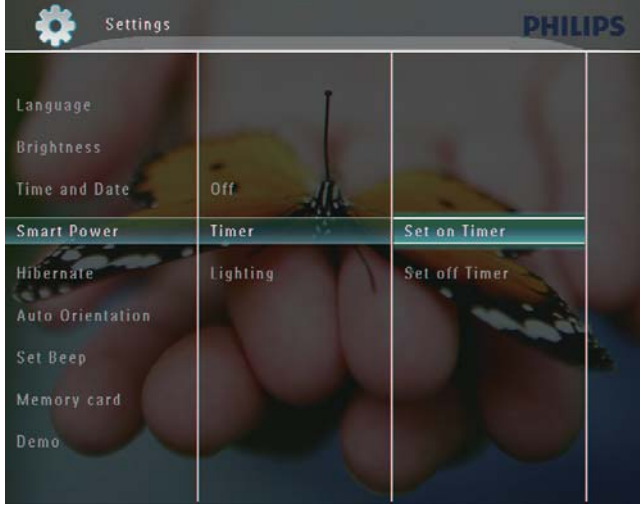 Settings
PHILIPS
Language
Brightness
Time and Date
Off
Smart Power
Timer
Set on Timer
Hibernate
Lighting
Set off Timer
Auto Orientation
Set Beep
Memory card
Demo